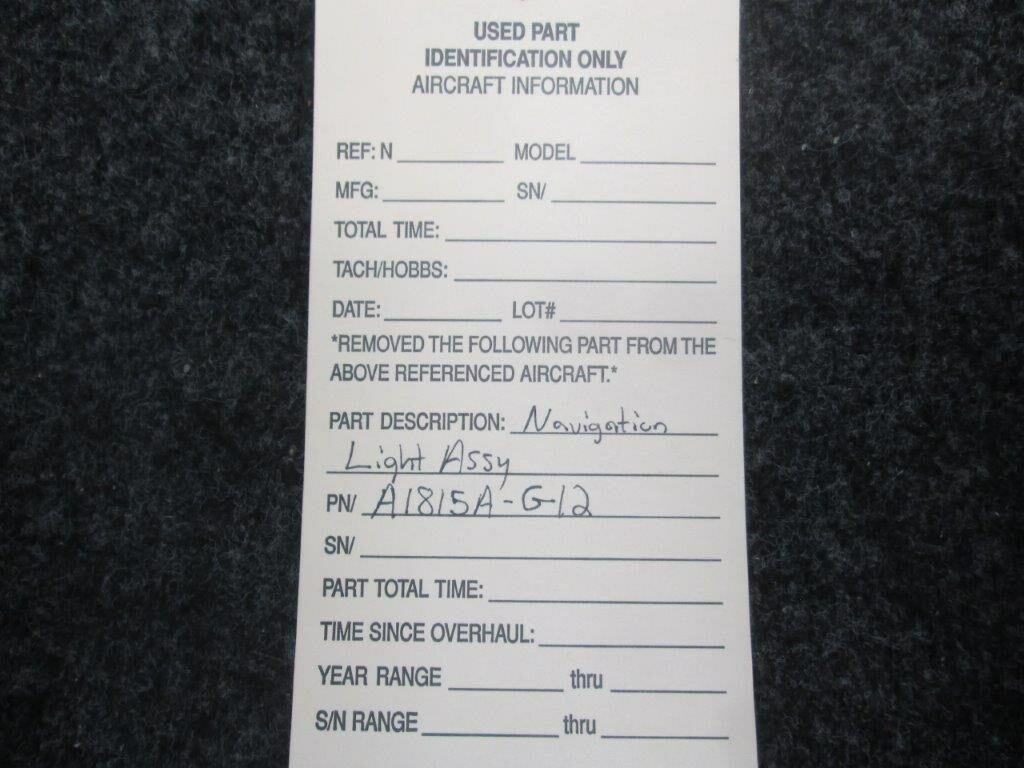 USED PART
IDENTIFICATION ONLY
AIRCRAFT INFORMATION
REF: N MODEL
MFG: SN/
TOTAL TIME:
TACH/HOBBS:
DATE: LOT#
*REMOVED THE FOLLOWING PART FROM THE
ABOVE REFERENCED AIRCRAFT.*
PART DESCRIPTION: Navigation
Light Assy
PN/ A1815A-G-12
SN/
PART TOTAL TIME:
TIME SINCE OVERHAUL:
YEAR RANGE thru
S/N RANGE thru